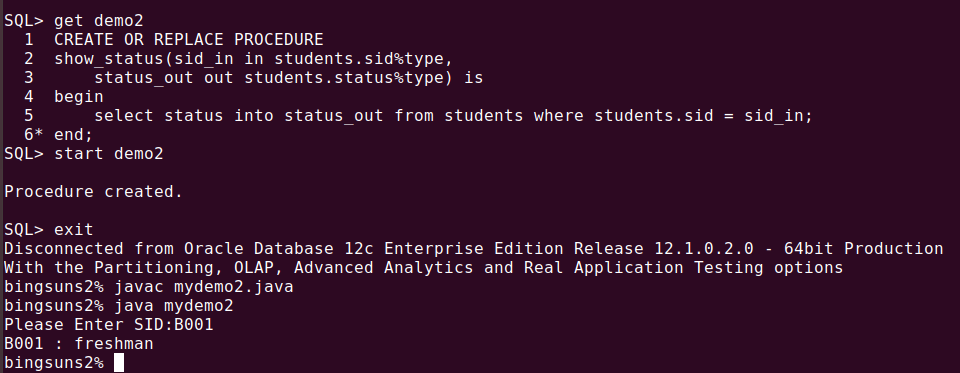 SQL> get demo2
  1  CREATE OR REPLACE PROCEDURE
  2  show_status(sid_in in students.sid%type,
  3      status_out out students.status%type) is
  4  begin
  5      select status into status_out from students where students.sid = sid_in;
  6* end;
SQL> start demo2
Procedure created.
SQL> exit
Disconnected from Oracle Database 12c Enterprise Edition Release 12.1.0.2.0 - 64bit Production
With the Partitioning, OLAP, Advanced Analytics and Real Application Testing options
bingsuns2% javac mydemo2.java
bingsuns2% java mydemo2
Please Enter SID:B001
B001 : freshman
bingsuns2%